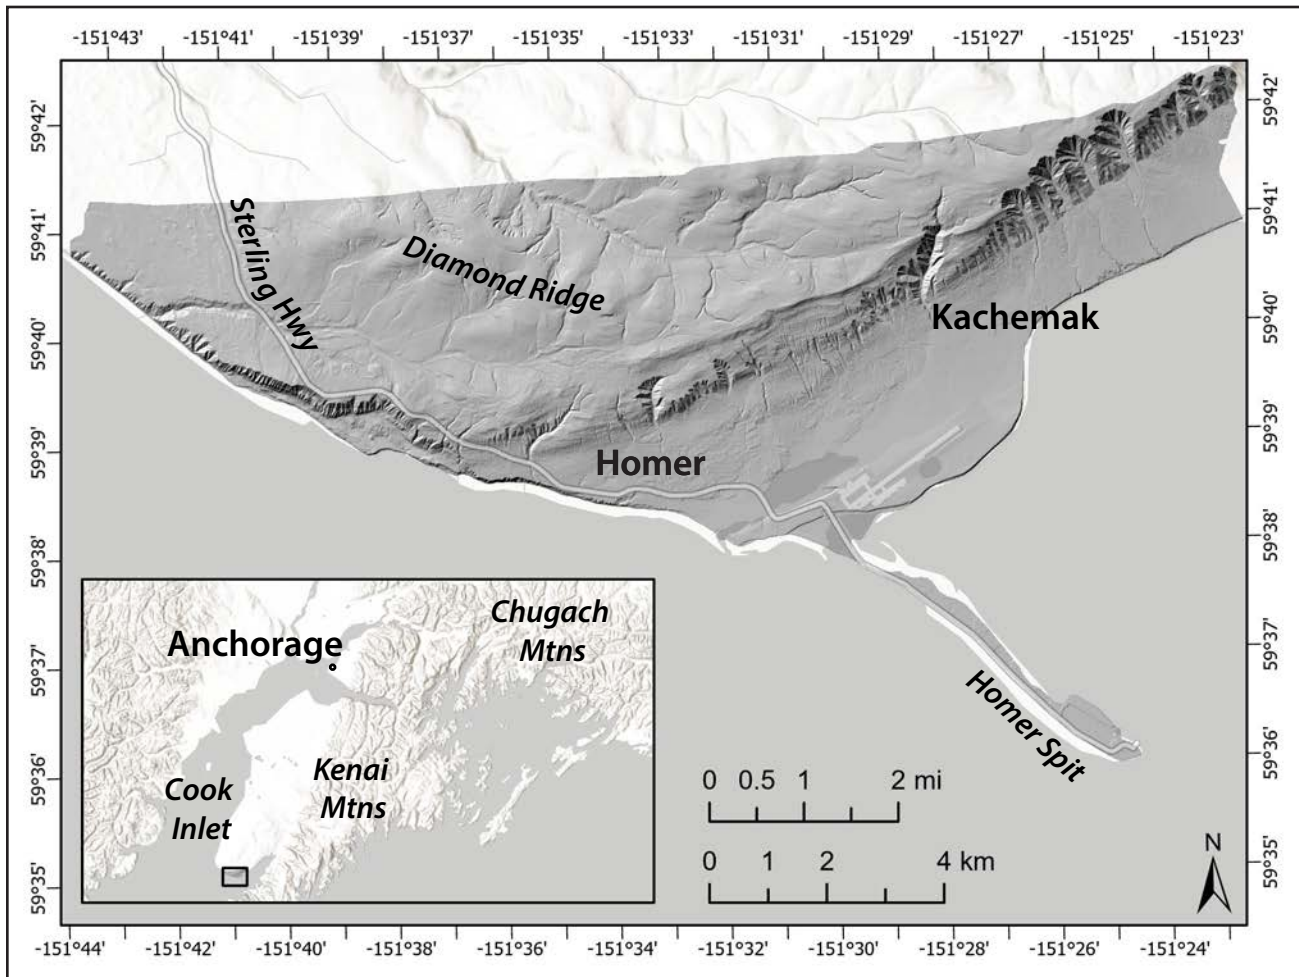 -151°43' -151°41' -151°39' -151°37' -151°35' -151°33' -151°31' -151°29' -151°27' -151°25' -151°23'
59°42'
59°41'
59°40'
59°39'
59°38'
59°37'
59°36'
59°35'
Sterling Hwy
Diamond Ridge
Kachemak
Homer
Homer Spit
Chugach
Mtns
Anchorage
Kenai
Mtns
Cook
Inlet
0 0.5 1 2 mi
0 1 2 4 km
N
59°42'
59°41'
59°40'
59°39'
59°38'
59°37'
59°36'
59°35'
-151°44' -151°42' -151°40' -151°38' -151°36' -151°34' -151°32' -151°30' -151°28' -151°26' -151°24'